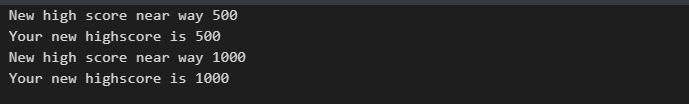 New high score near way 500
Your new highscore is 500
New high score near way 1000
Your new highscore is 1000